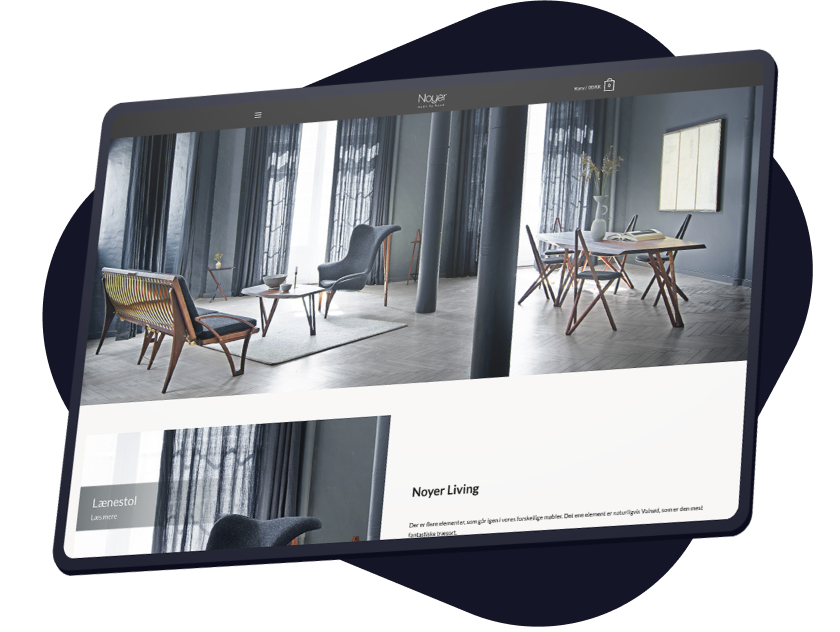 Noyer
Kurv / 0 DKK
0
Lænestol
Læs mere
Noyer Living
Der er flere elementer, som går igen i vores forskellige møbler. Det ene element er naturligvis Valnød, som er den mest
fantastiske træsort.